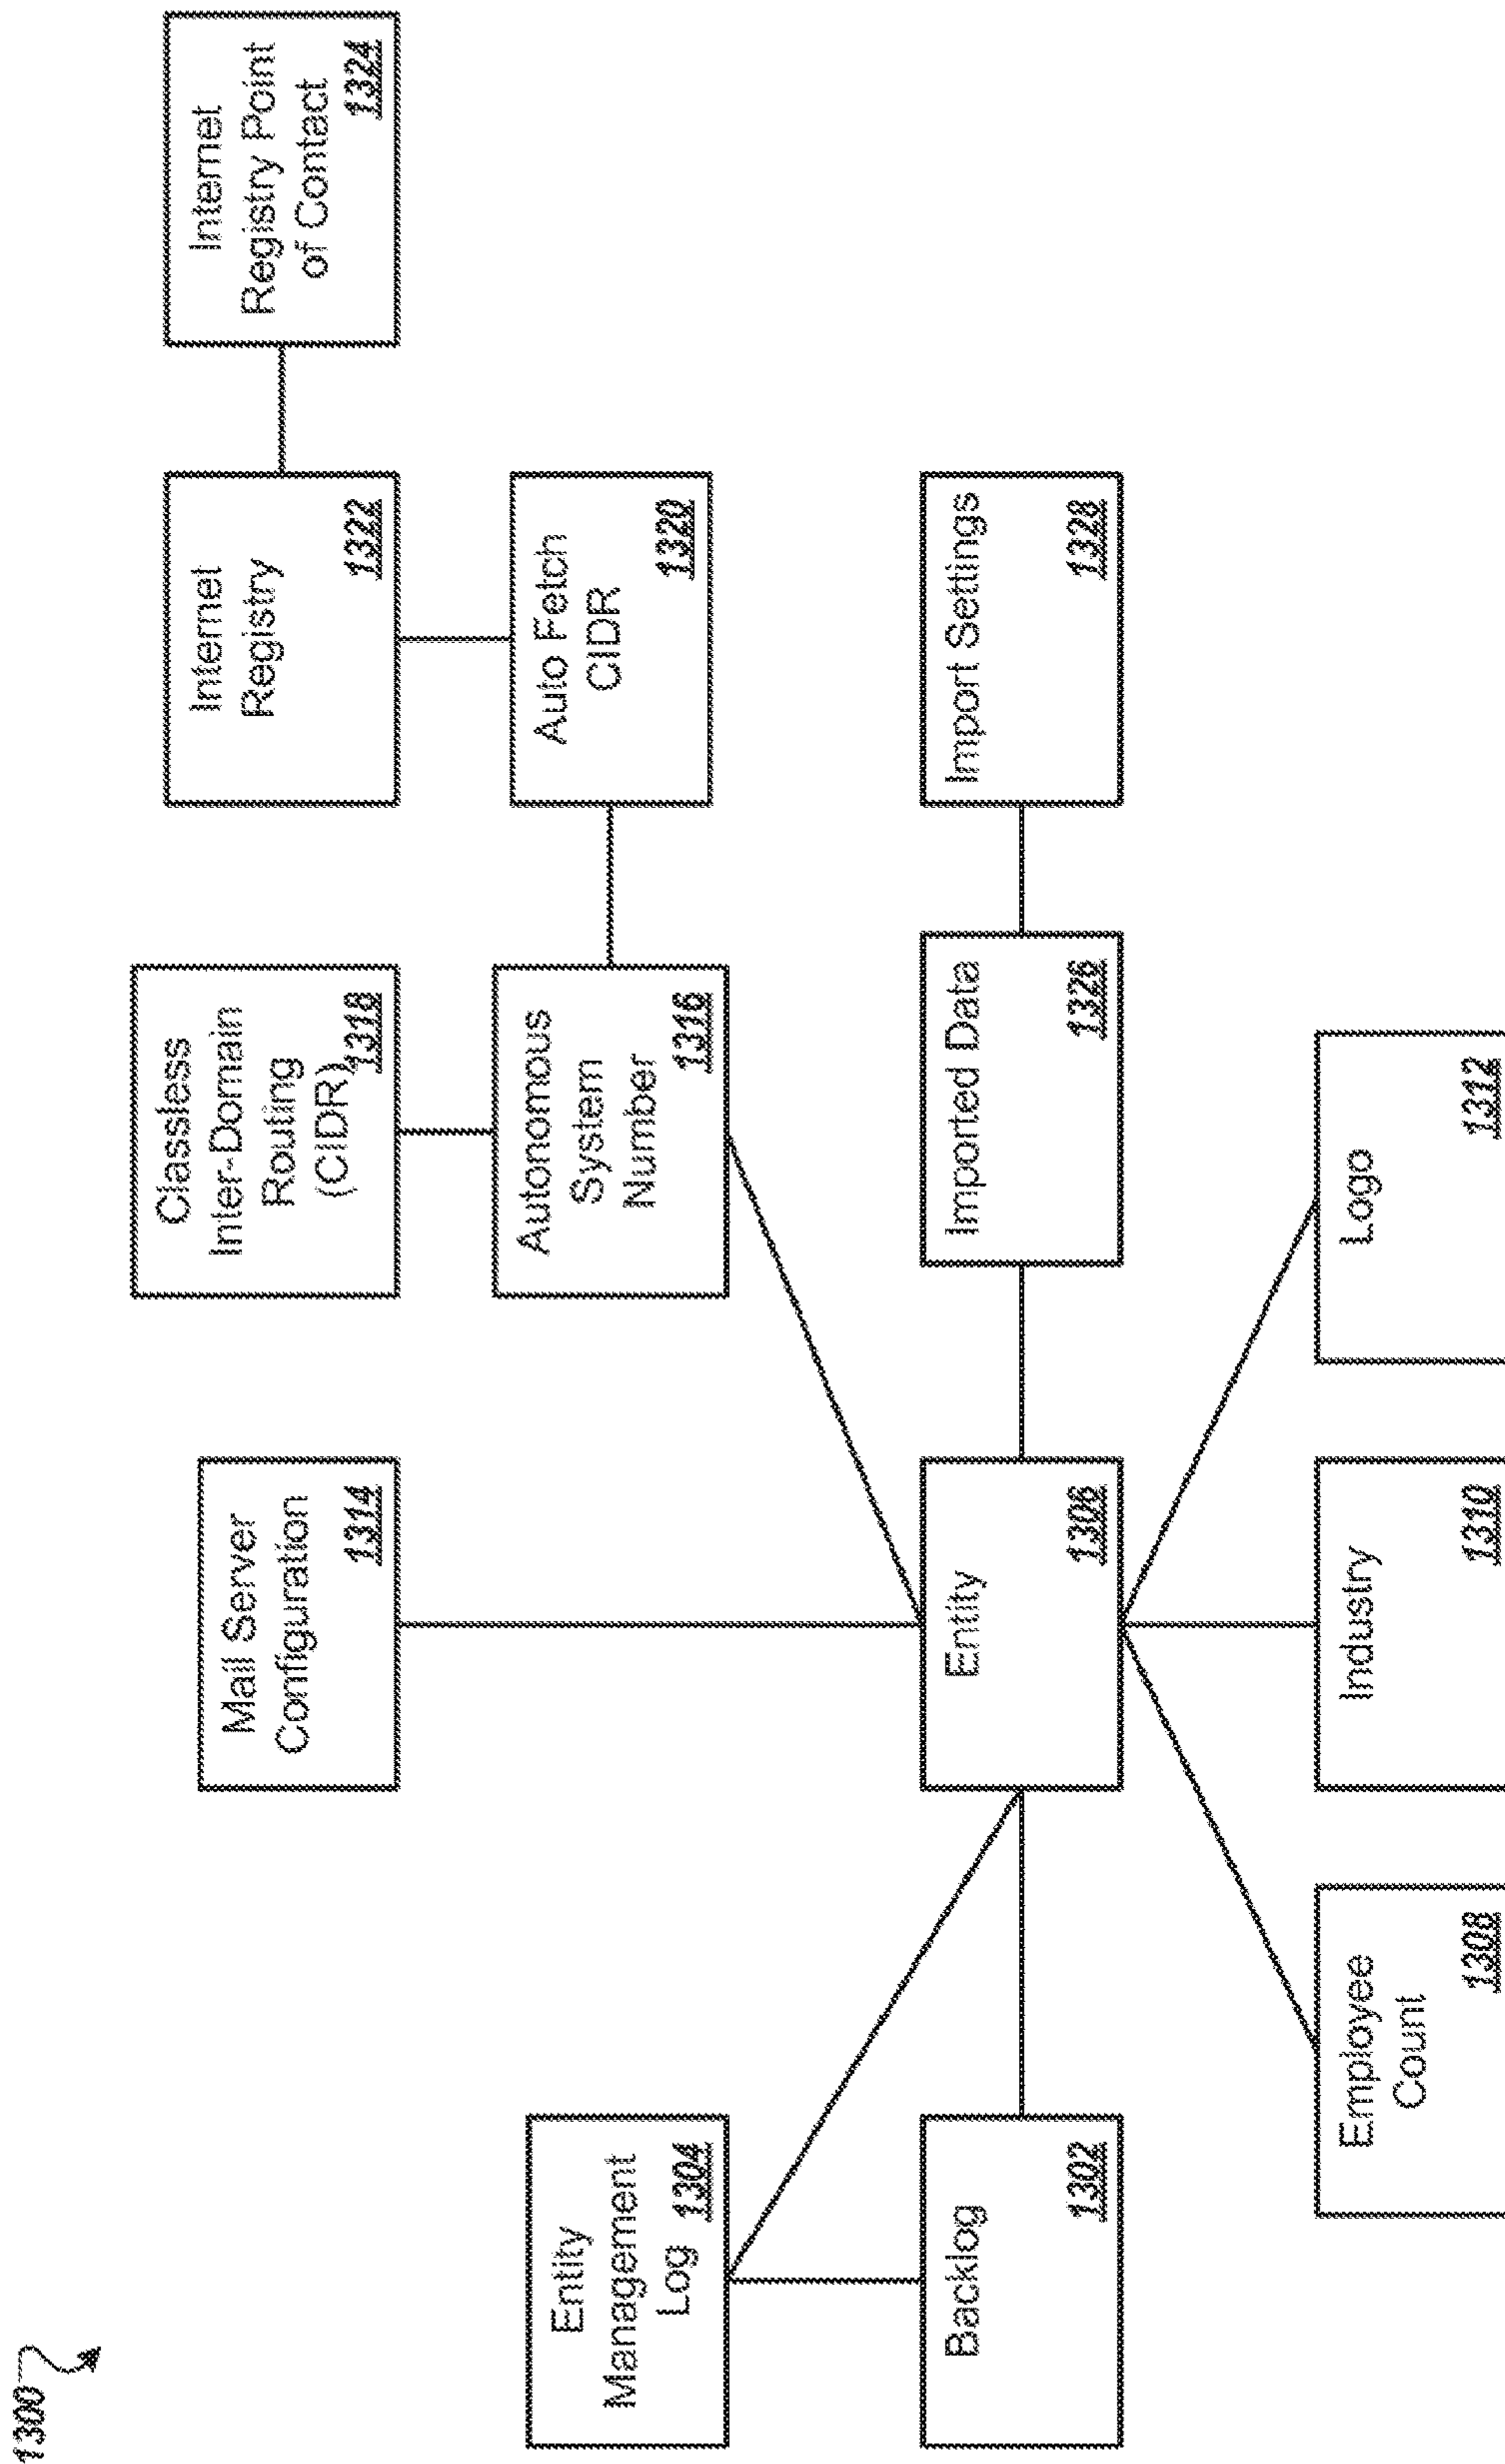 1300
Mail Server
Configuration
1314
Classless
Inter-Domain
Routing
(CIDR)
1318
Internet
Registry
1322
Internet
Registry Point
of Contact
1324
Entity
Management
Log
1304
Autonomous
System
Number
1316
Auto Fetch
CIDR
1320
Backlog
1302
Entity
1306
Imported Data
1326
Import Settings
1328
Employee
Count
1308
Industry
1310
Logo
1312